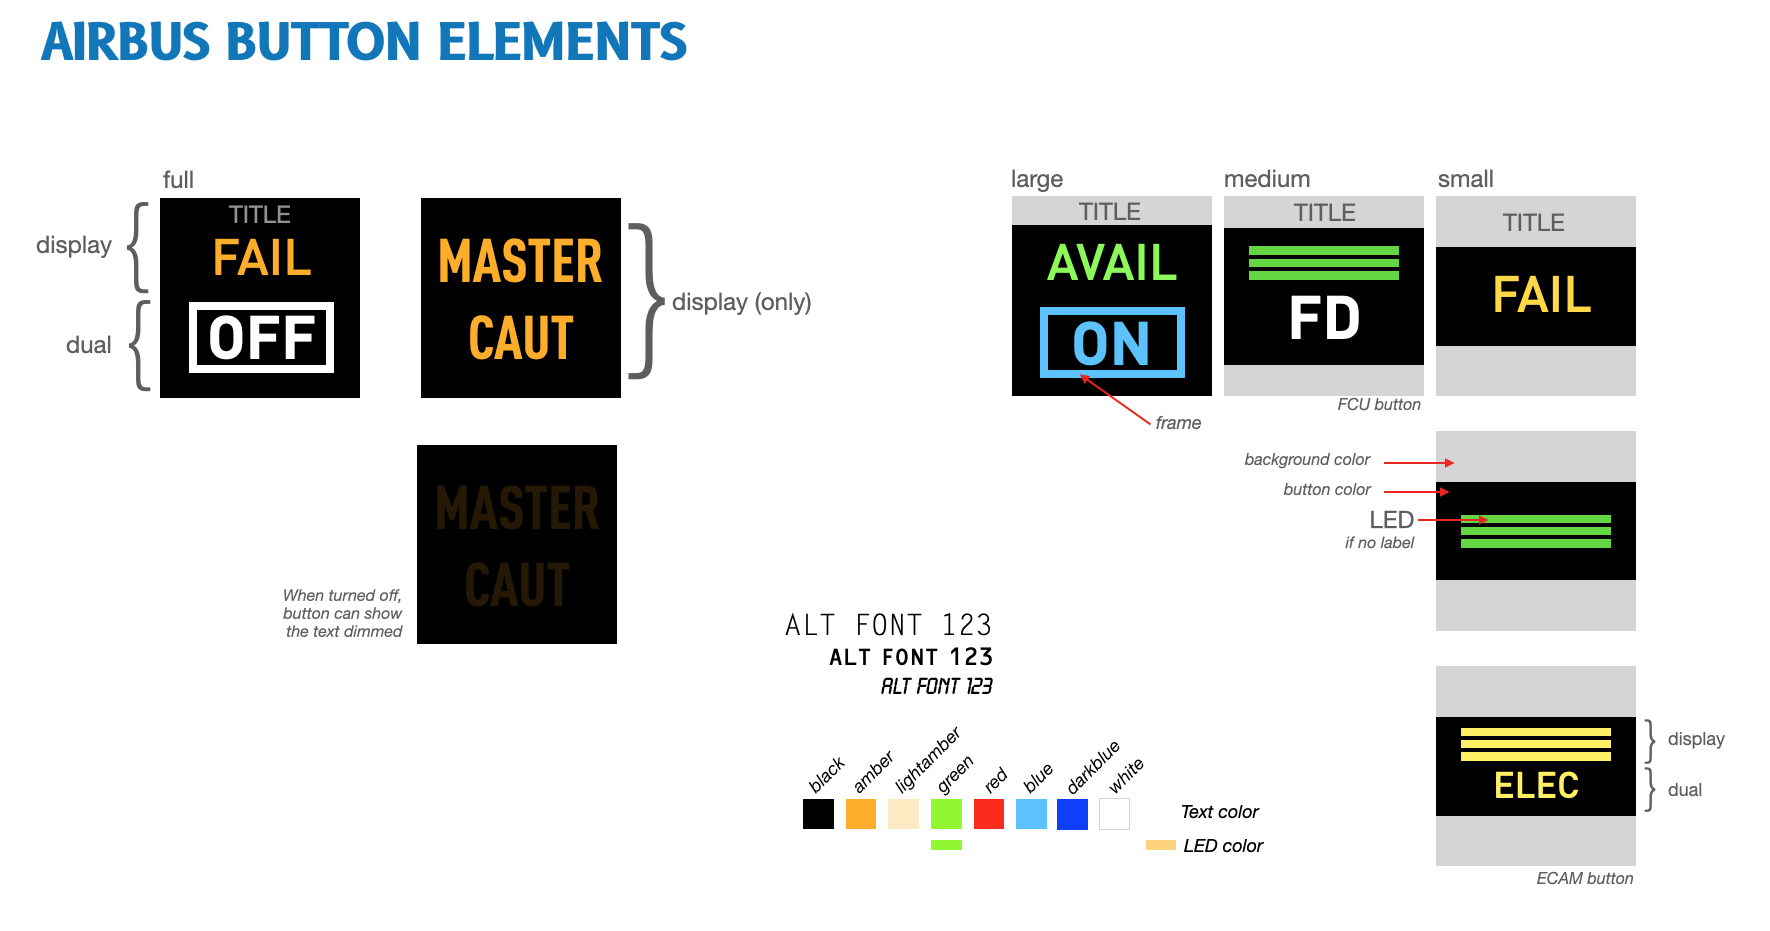 AIRBUS BUTTON ELEMENTS
full
TITLE
FAIL
OFF
display
dual
MASTER
CAUT
display (only)
MASTER
CAUT
When turned off,
button can show
the text dimmed
large
TITLE
AVAIL
ON
frame
medium
TITLE
FD
FCU button
small
TITLE
FAIL
background color
button color
LED
if no label
ELEC
display
dual
ECAM button
ALT FONT 123
ALT FONT 123
ALT FONT 123
black
amber
lightamber
green
red
blue
darkblue
white
Text color
LED color